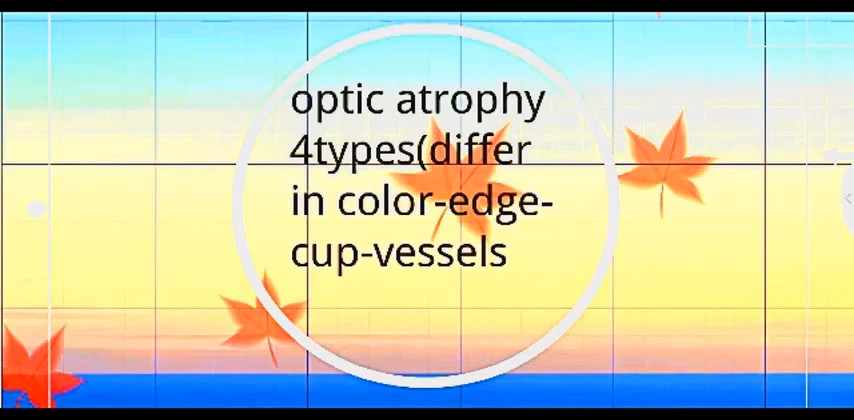 optic atrophy
4types(differ
in color-edge-
cup-vessels